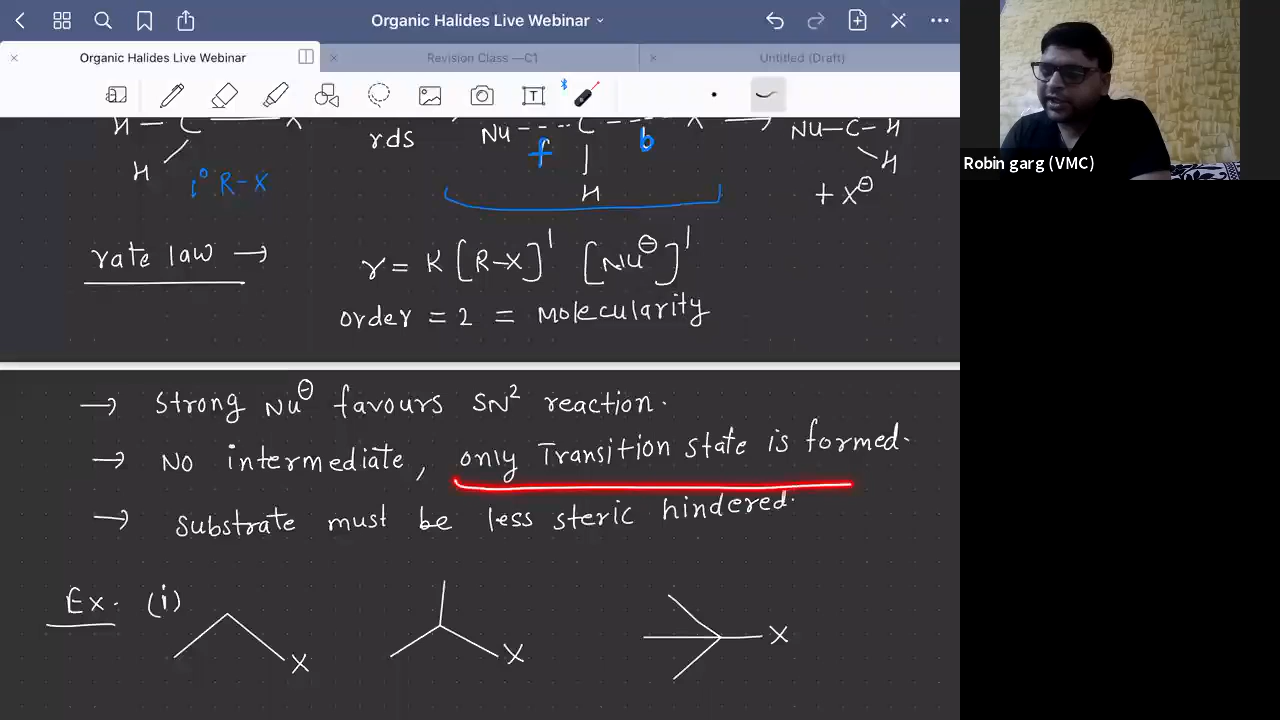 Organic Halides Live Webinar
Organic Halides Live Webinar
Revision Class —C1
Untitled (Draft)
T
H — C — X
rds
Nu --- C --- X →
Nu—C—H
f
b
H
H
H
1° R-X
+ X⊖
Robin garg (VMC)
rate law →
r = K [R-X]¹ [Nu⊖]¹
order = 2 = Molecularity
→ Strong Nu⊖ favours SN² reaction.
→ No intermediate, only Transition state is formed.
→ Substrate must be less steric hindered.
Ex. (i)
X
X
X